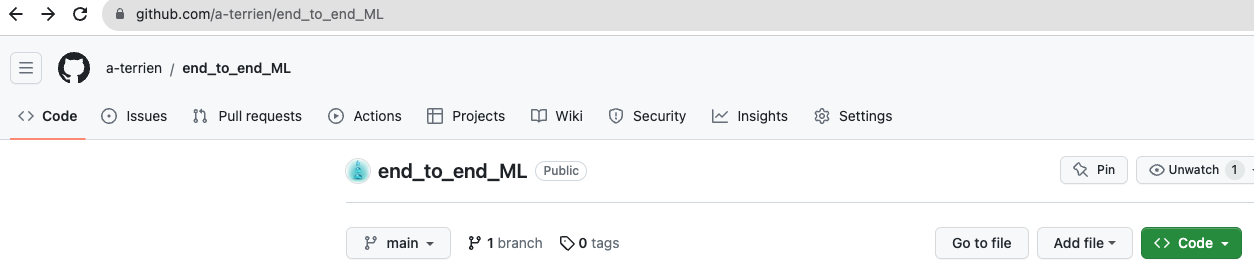 github.com/a-terrien/end_to_end_ML
a-terrien / end_to_end_ML
Code Issues Pull requests Actions Projects Wiki Security Insights Settings
end_to_end_ML Public Pin Unwatch 1
main 1 branch 0 tags Go to file Add file Code